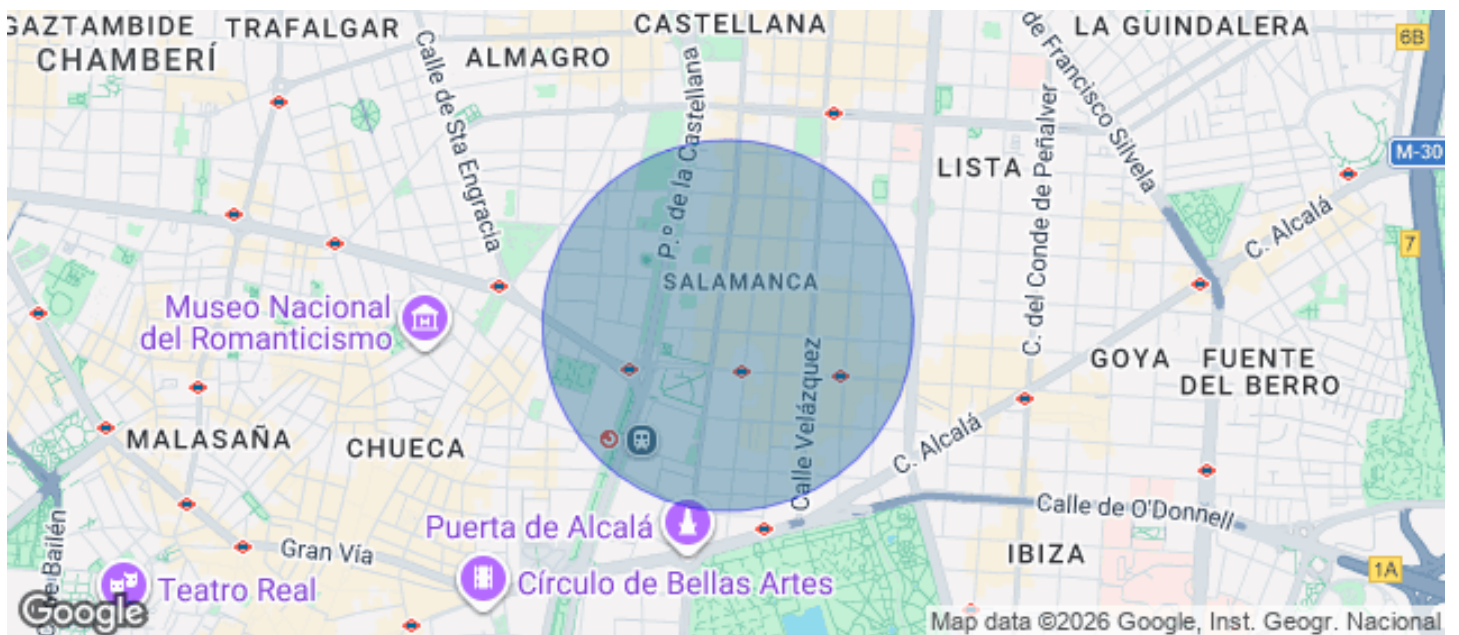 GAZTAMBIDE
TRAFALGAR
CASTELLANA
LA GUINDALERA
6B
CHAMBERÍ
ALMAGRO
Calle de Sta Engracia
P.º de la Castellana
de Francisco Silvela
M-30
LISTA
C. del Conde de Peñalver
C. Alcalá
7
SALAMANCA
Museo Nacional
del Romanticismo
Calle Velázquez
GOYA
FUENTE
DEL BERRO
MALASAÑA
CHUECA
C. Alcalá
Puerta de Alcalá
Calle de O'Donnell
de Bailén
Gran Vía
IBIZA
1A
Teatro Real
Círculo de Bellas Artes
Google
Map data ©2026 Google, Inst. Geogr. Nacional